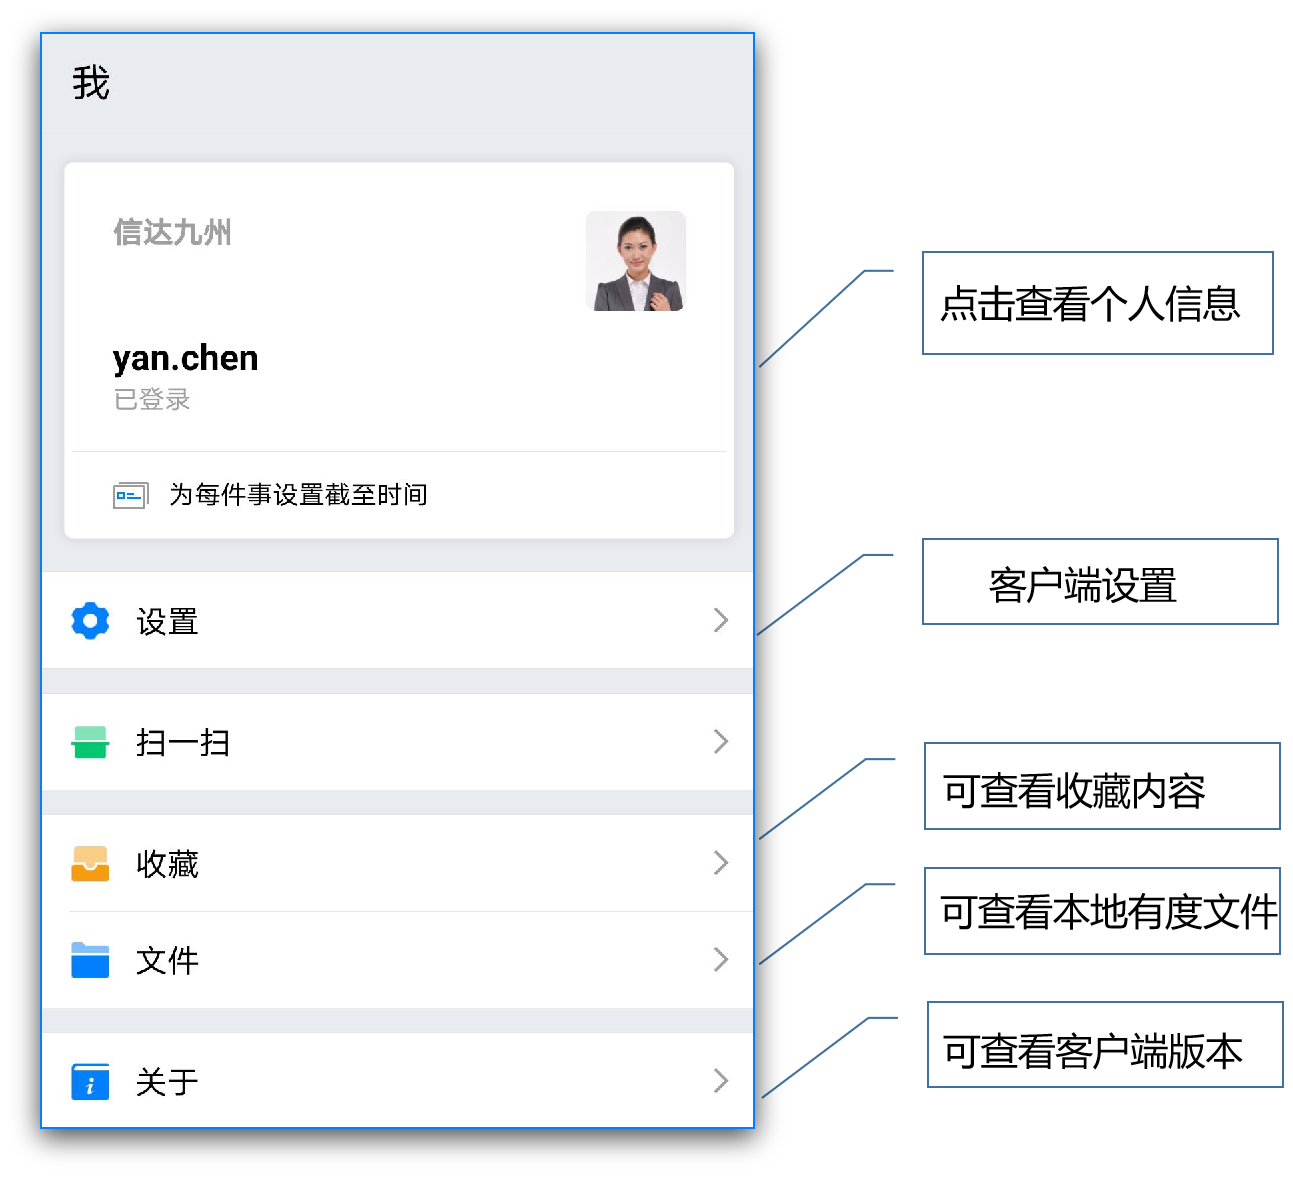 我
信达九州
yan.chen
已登录
为每件事设置截至时间
设置
扫一扫
收藏
文件
关于
点击查看个人信息
客户端设置
可查看收藏内容
可查看本地有度文件
可查看客户端版本